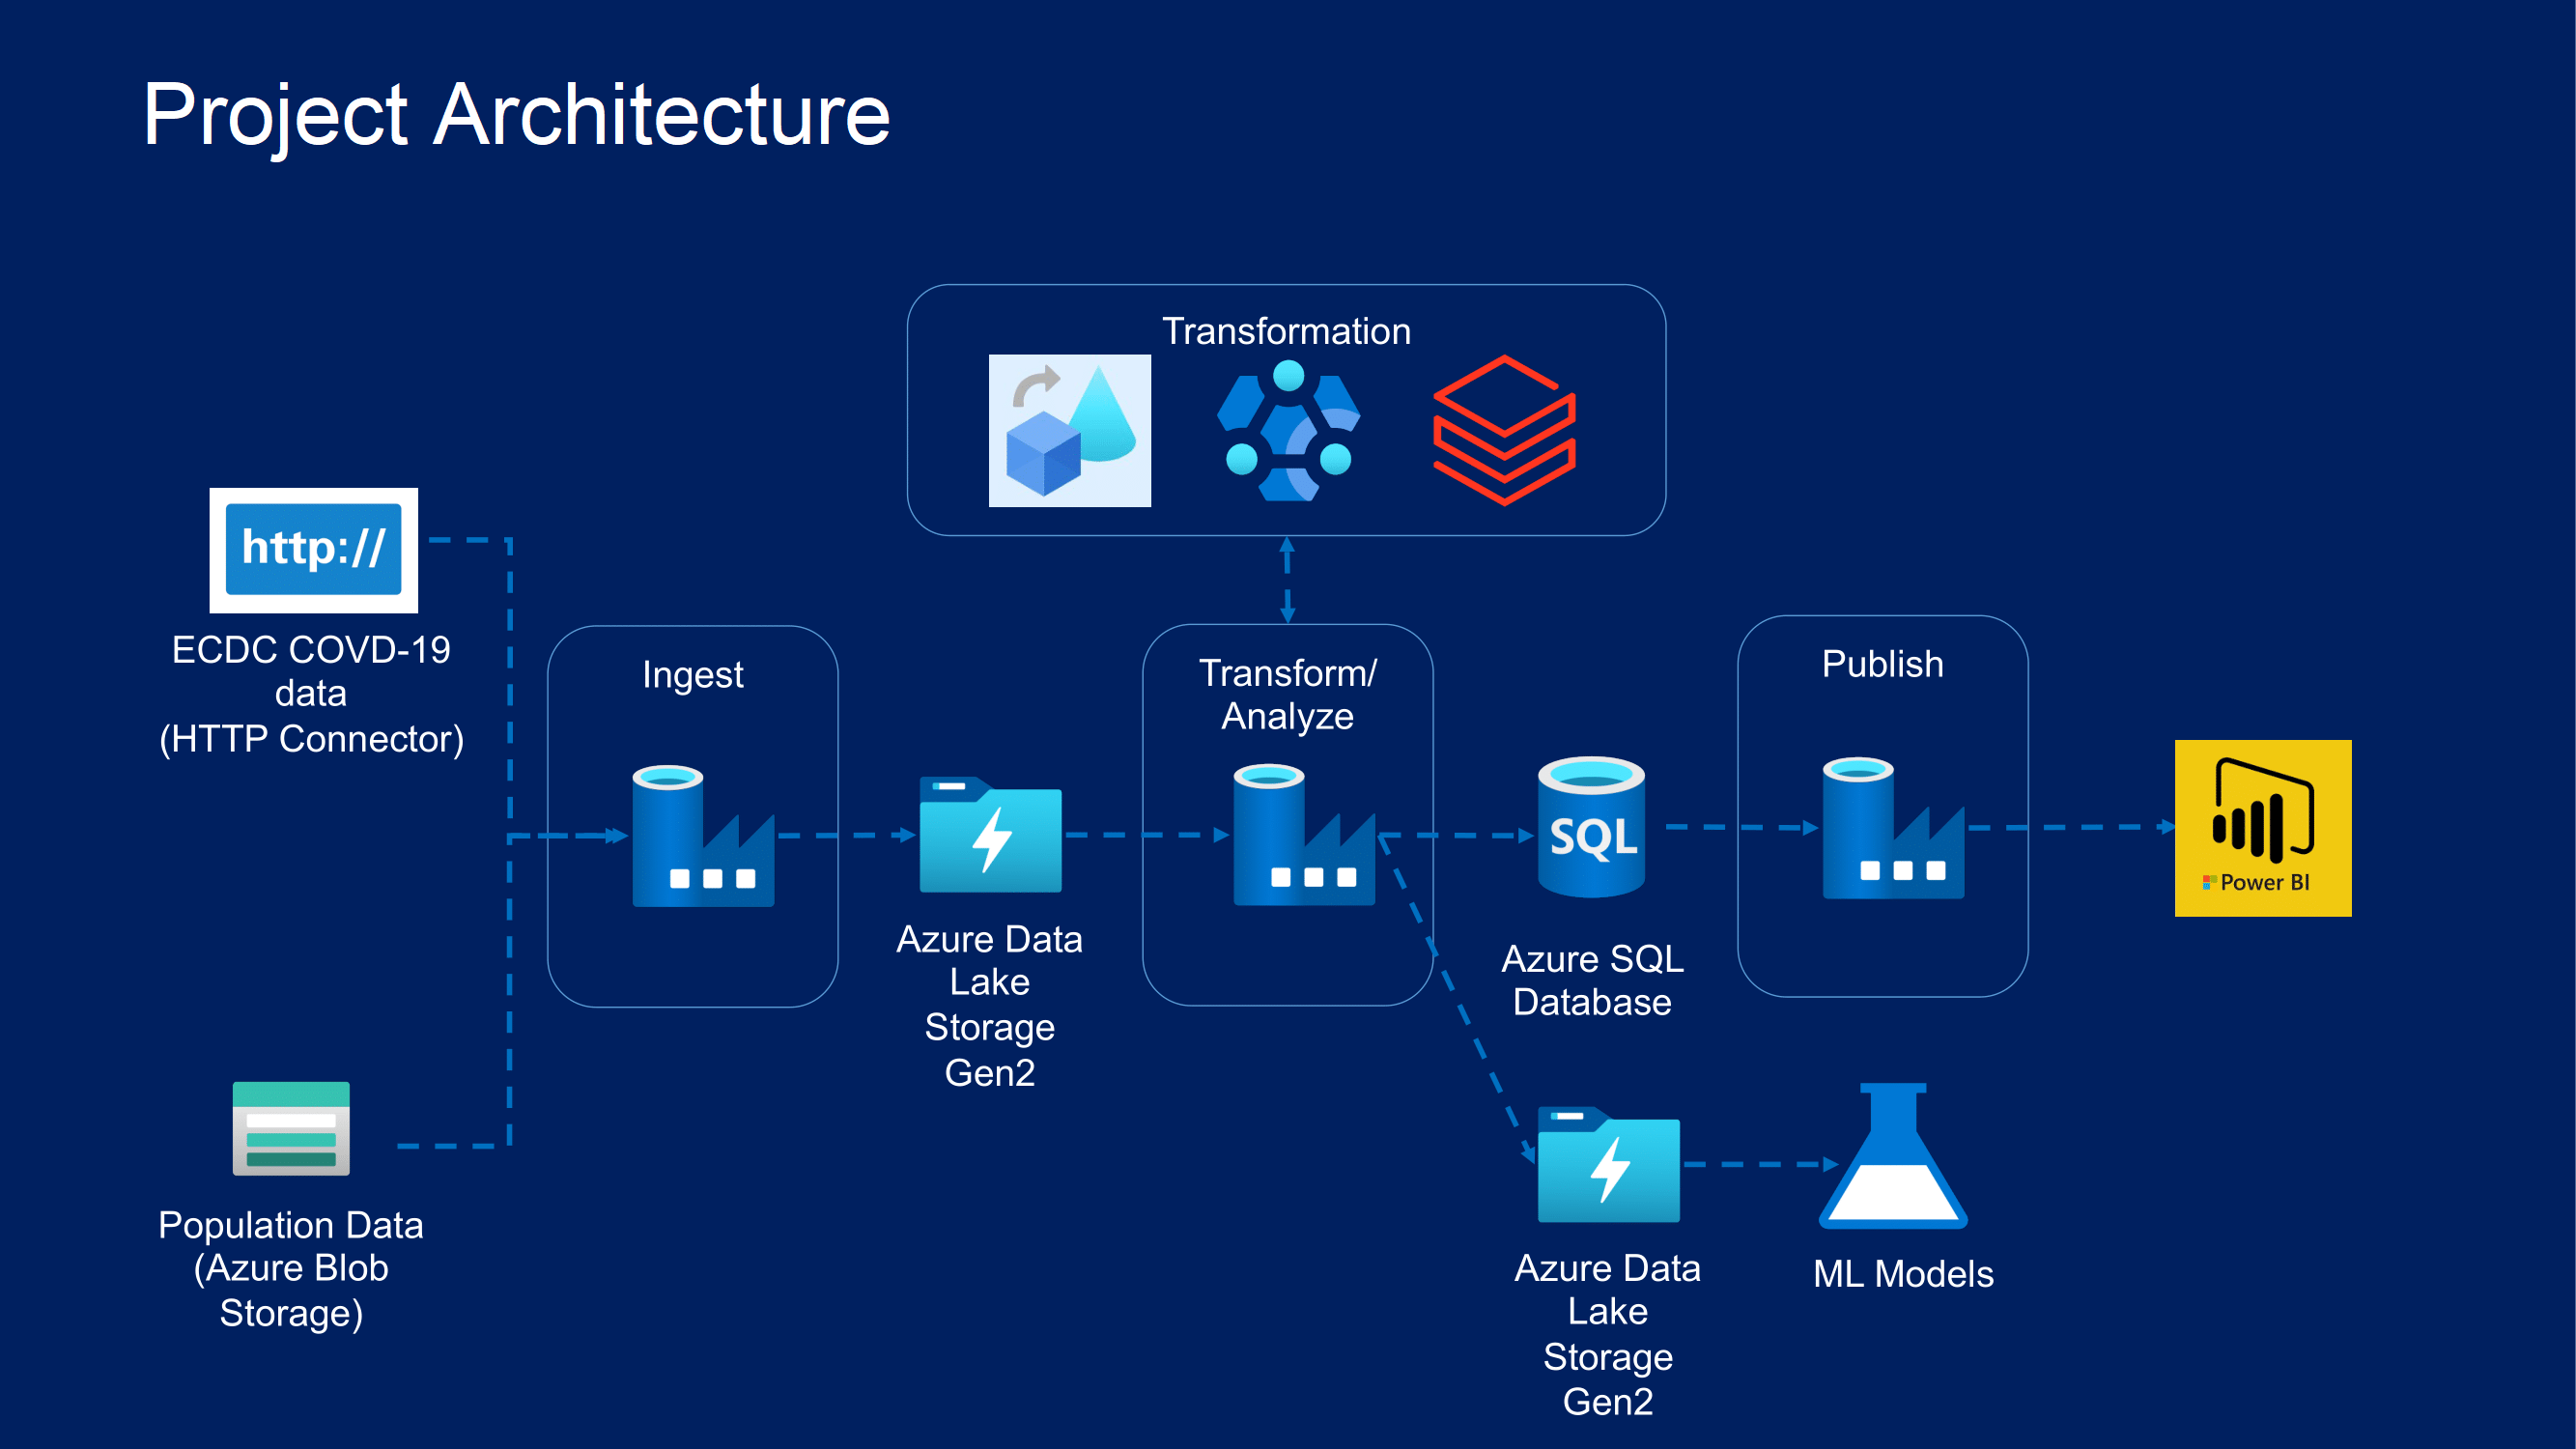 Project Architecture
Transformation
http://
ECDC COVD-19
data
(HTTP Connector)
Ingest
Transform/
Analyze
Publish
SQL
Power BI
Azure Data
Lake
Storage
Gen2
Azure SQL
Database
Population Data
(Azure Blob
Storage)
Azure Data
Lake
Storage
Gen2
ML Models